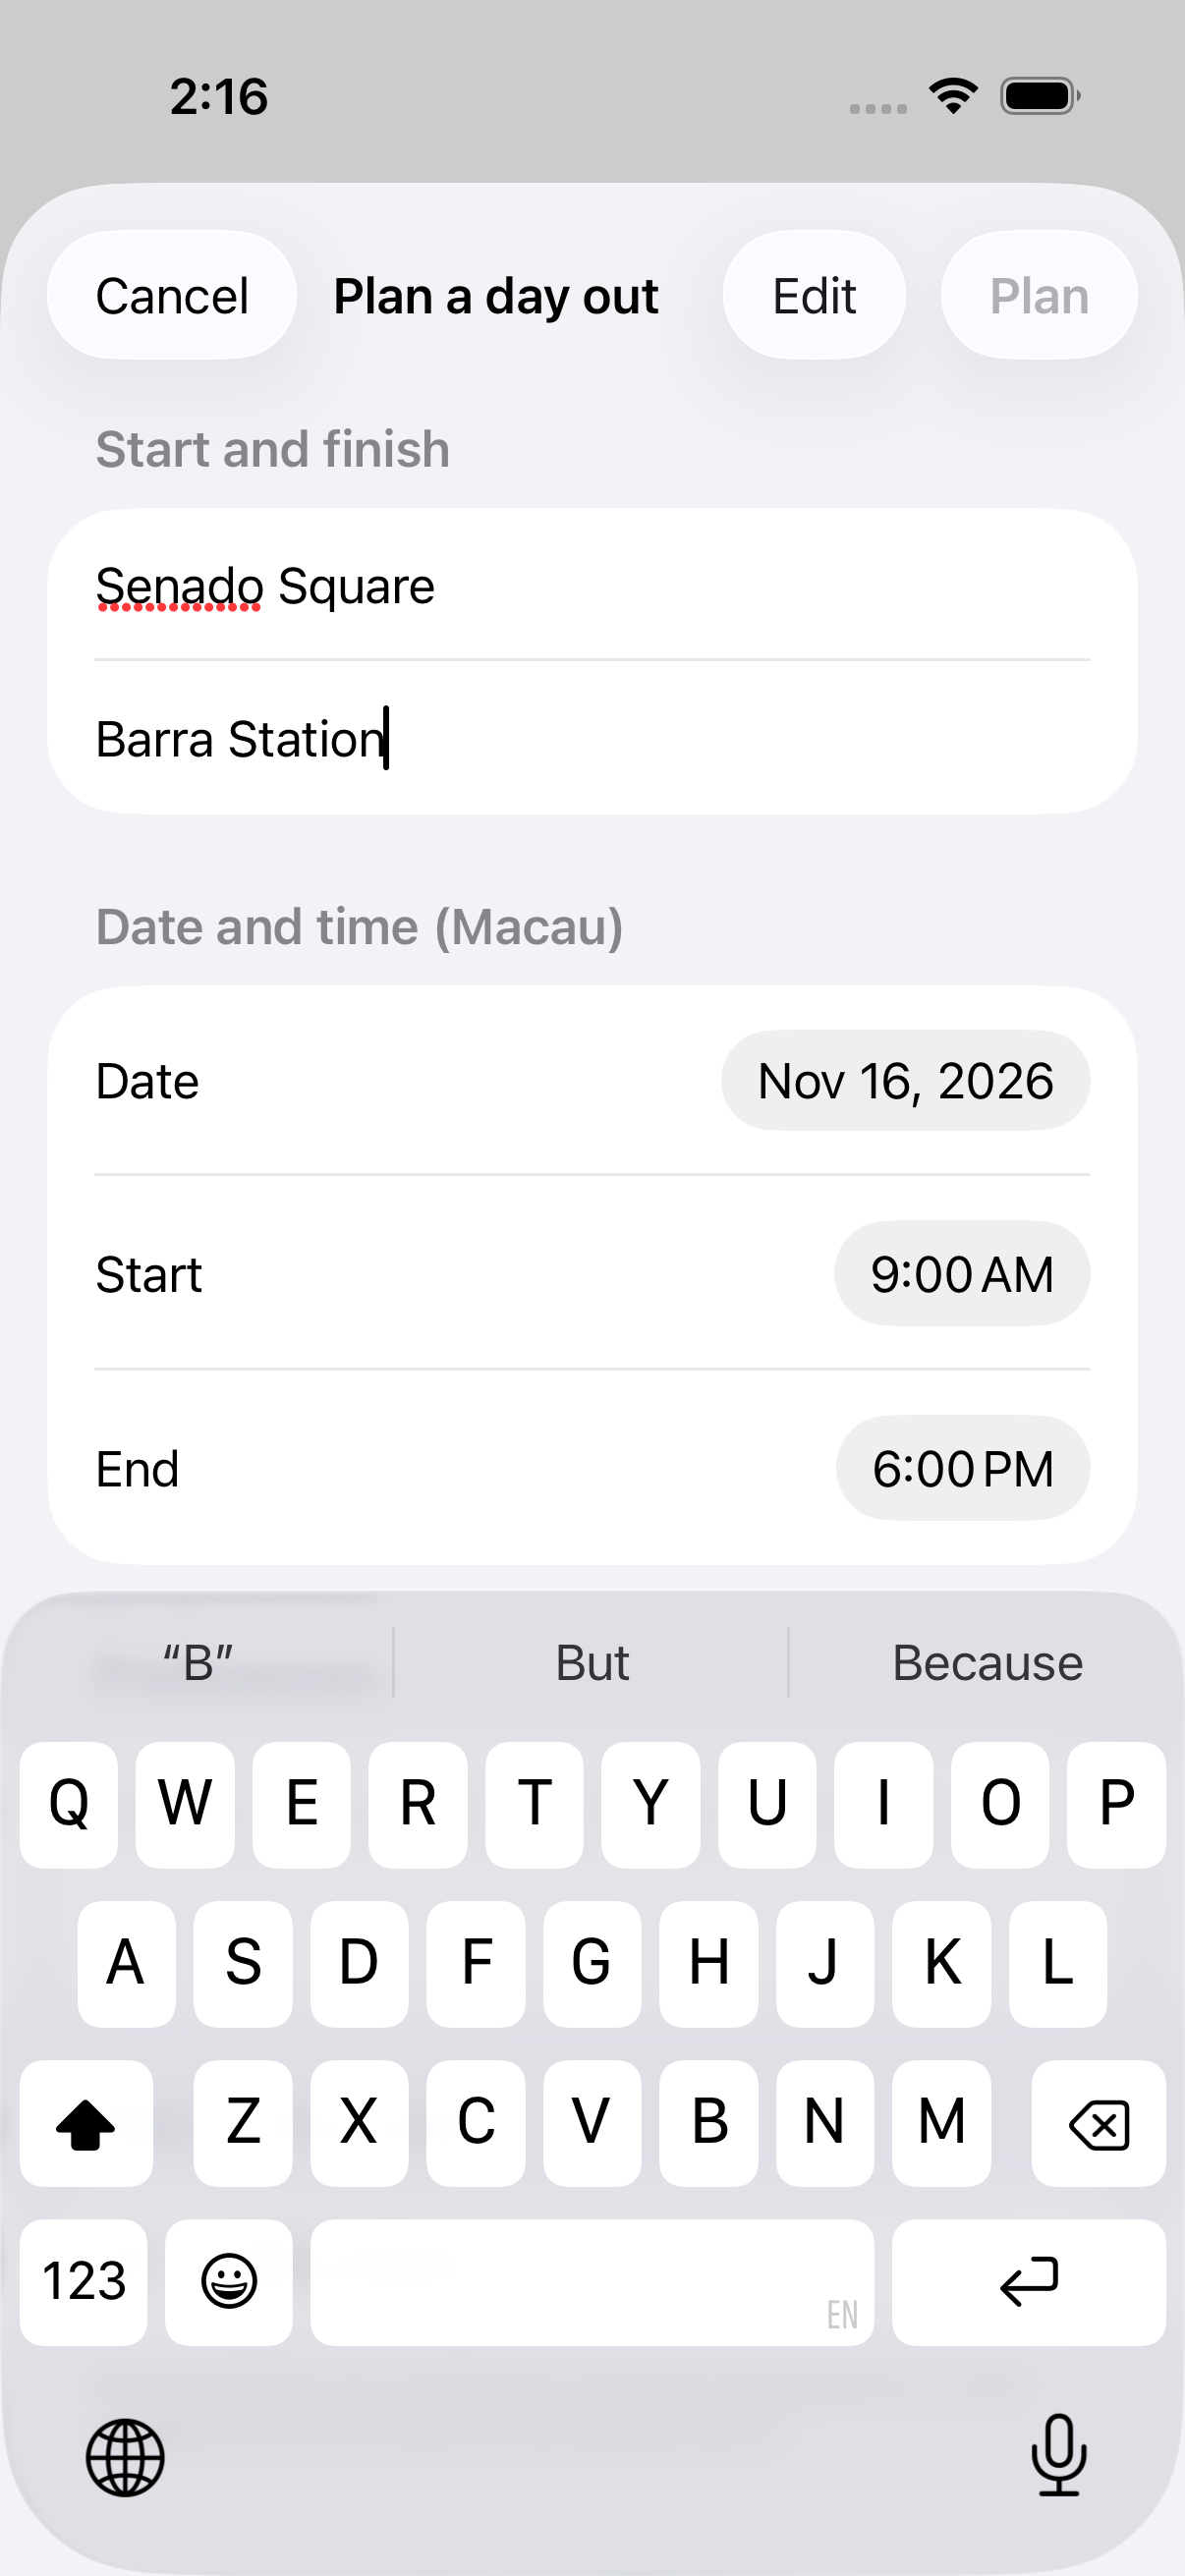 2:16
Cancel
Plan a day out
Edit
Plan
Start and finish
Senado Square
Barra Station
Date and time (Macau)
Date
Nov 16, 2026
Start
9:00 AM
End
6:00 PM
“B”
But
Because
Q W E R T Y U I O P
A S D F G H J K L
Z X C V B N M
123
EN